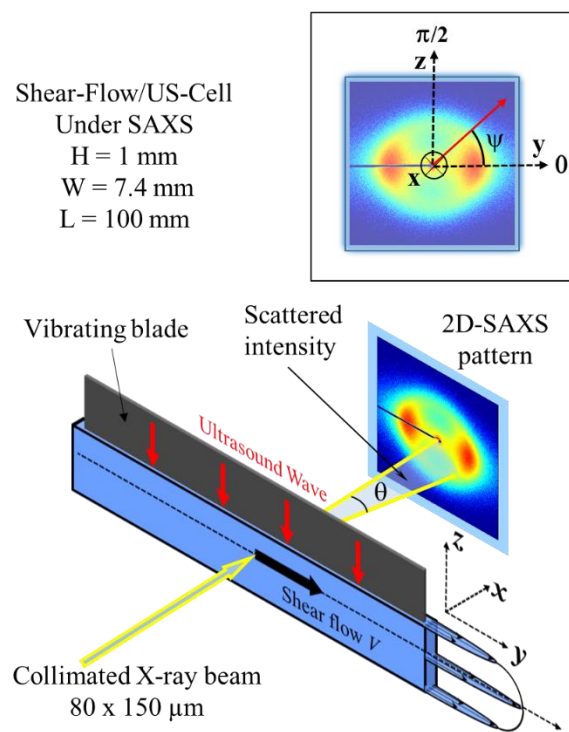 Shear-Flow/US-Cell
Under SAXS
H = 1 mm
W = 7.4 mm
L = 100 mm
π/2
z
ψ
y
0
x
Vibrating blade
Scattered
intensity
2D-SAXS
pattern
Ultrasound Wave
θ
Shear flow V
z
x
y
Collimated X-ray beam
80 x 150 µm